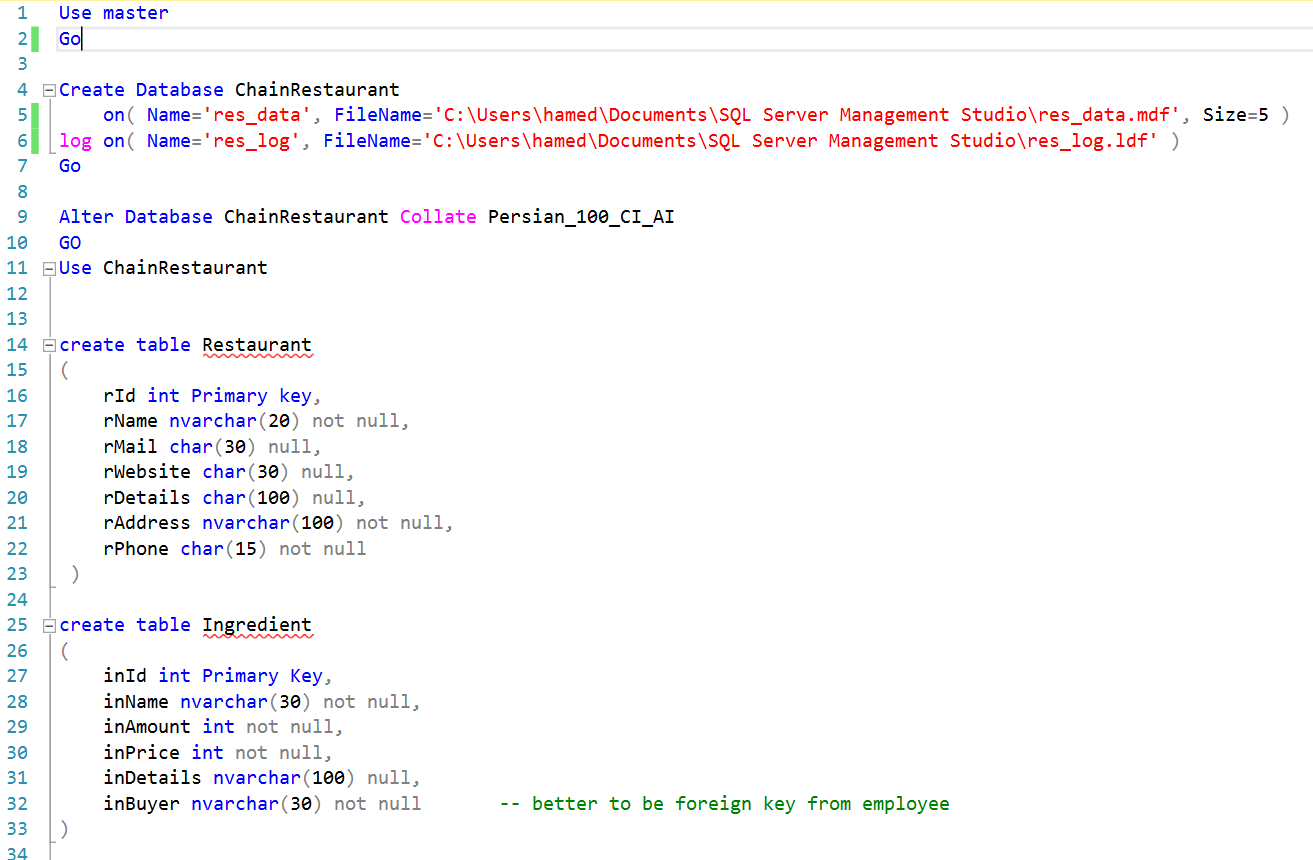 1 Use master
2 Go
3
4 Create Database ChainRestaurant
5 on( Name='res_data', FileName='C:\Users\hamed\Documents\SQL Server Management Studio\res_data.mdf', Size=5 )
6 log on( Name='res_log', FileName='C:\Users\hamed\Documents\SQL Server Management Studio\res_log.ldf' )
7 Go
8
9 Alter Database ChainRestaurant Collate Persian_100_CI_AI
10 GO
11 Use ChainRestaurant
12
13
14 create table Restaurant
15 (
16 rId int Primary key,
17 rName nvarchar(20) not null,
18 rMail char(30) null,
19 rWebsite char(30) null,
20 rDetails char(100) null,
21 rAddress nvarchar(100) not null,
22 rPhone char(15) not null
23 )
24
25 create table Ingredient
26 (
27 inId int Primary Key,
28 inName nvarchar(30) not null,
29 inAmount int not null,
30 inPrice int not null,
31 inDetails nvarchar(100) null,
32 inBuyer nvarchar(30) not null -- better to be foreign key from employee
33 )
34